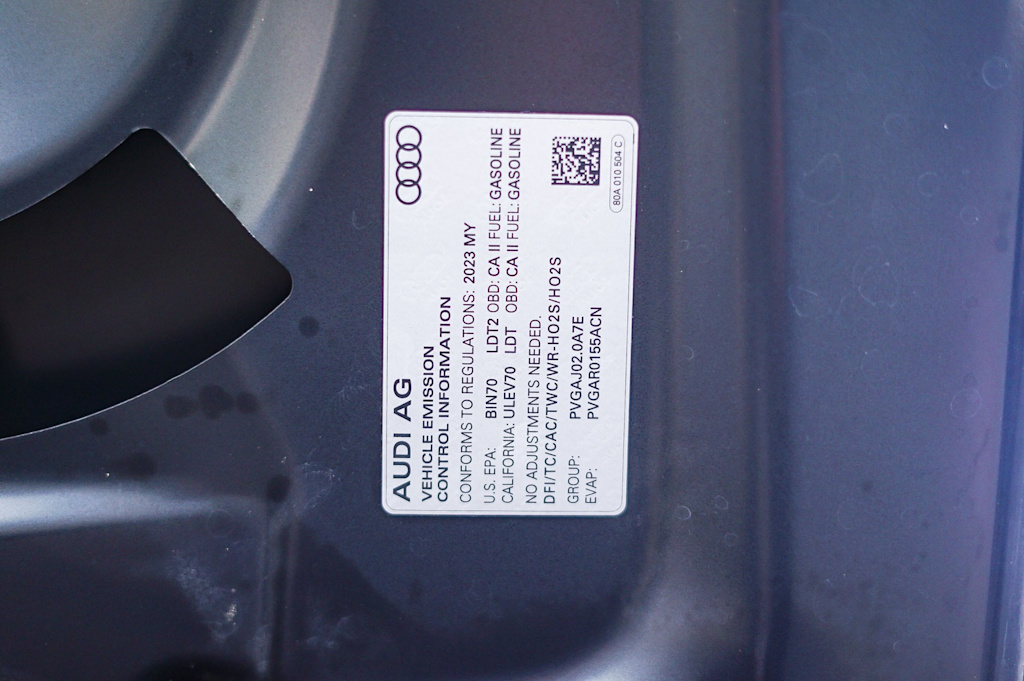 AUDI AG
VEHICLE EMISSION
CONTROL INFORMATION
CONFORMS TO REGULATIONS: 2023 MY
U.S. EPA: BIN70 LDT2 OBD: CA II FUEL: GASOLINE
CALIFORNIA: ULEV70 LDT OBD: CA II FUEL: GASOLINE
NO ADJUSTMENTS NEEDED.
DFI/TC/CAC/TWC/WR-HO2S/HO2S
GROUP: PVGAJ02.0A7E
EVAP: PVGAR0155ACN
80A 010 504 C